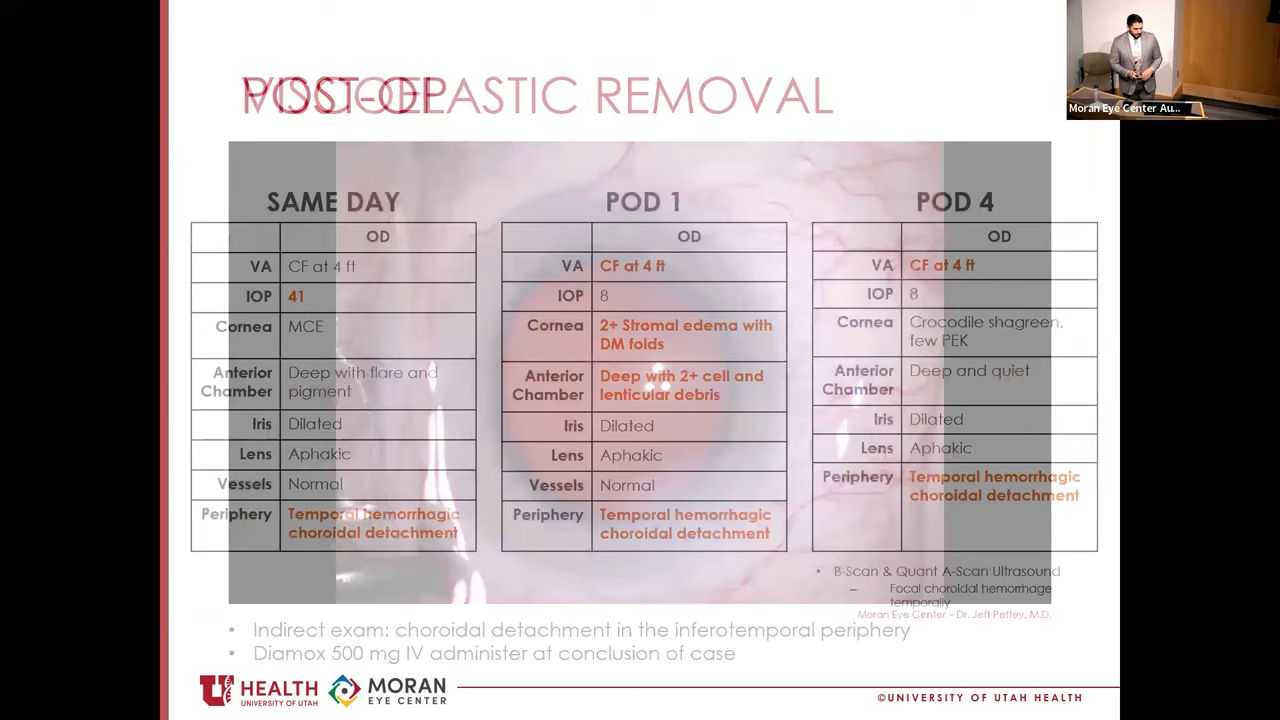 VISCOELASTIC REMOVAL
POST-OP
SAME DAY
OD
VA CF at 4 ft
IOP 41
Cornea MCE
Anterior Chamber Deep with flare and
pigment
Iris Dilated
Lens Aphakic
Vessels Normal
Periphery Temporal hemorrhagic
choroidal detachment
POD 1
OD
VA CF at 4 ft
IOP 8
Cornea 2+ Stromal edema with
DM folds
Anterior Chamber Deep with 2+ cell and
lenticular debris
Iris Dilated
Lens Aphakic
Vessels Normal
Periphery Temporal hemorrhagic
choroidal detachment
POD 4
OD
VA CF at 4 ft
IOP 8
Cornea Crocodile shagreen,
few PEK
Anterior Chamber Deep and quiet
Iris Dilated
Lens Aphakic
Periphery Temporal hemorrhagic
choroidal detachment
• B-Scan & Quant A-Scan Ultrasound
– Focal choroidal hemorrhage
temporally
Moran Eye Center – Dr. Jeff Pettey, M.D.
• Indirect exam: choroidal detachment in the inferotemporal periphery
• Diamox 500 mg IV administer at conclusion of case
U HEALTH
UNIVERSITY OF UTAH
MORAN
EYE CENTER
©UNIVERSITY OF UTAH HEALTH
Moran Eye Center Au...